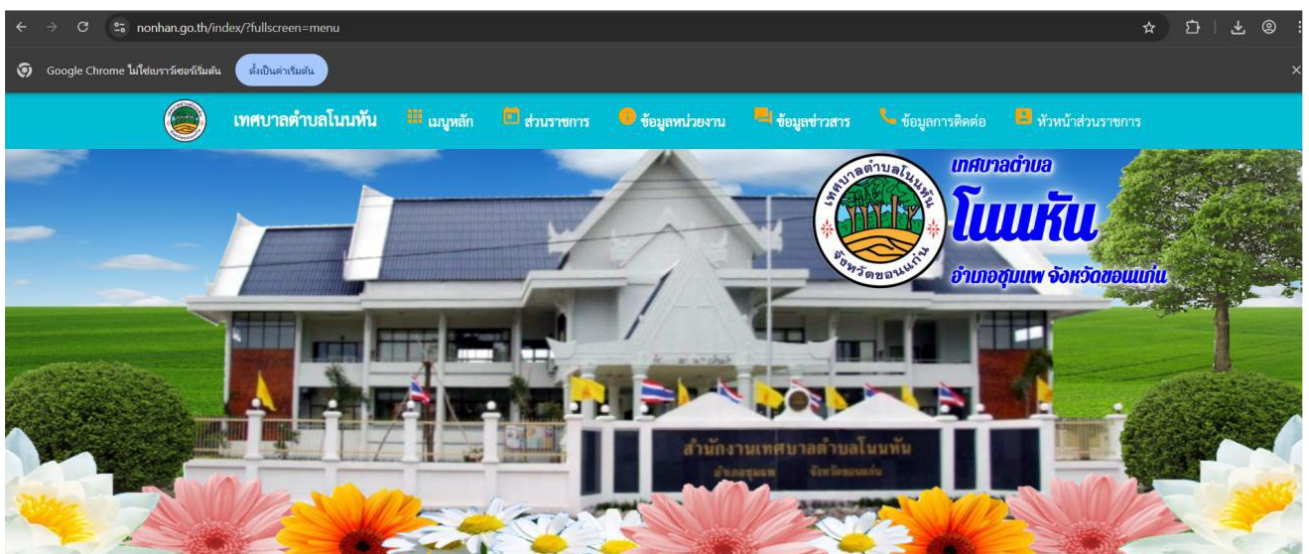 nonhan.go.th/index/?fullscreen=menu
Google Chrome ไม่ใช่เบราว์เซอร์เริ่มต้น ตั้งเป็นค่าเริ่มต้น
เทศบาลตำบลโนนหัน เมนูหลัก ส่วนราชการ ข้อมูลหน่วยงาน ข้อมูลข่าวสาร ข้อมูลการติดต่อ หัวหน้าส่วนราชการ
เทศบาลตำบลโนนหัน
จังหวัดขอนแก่น
เทศบาลตำบล
โนนหัน
อำเภอชุมแพ จังหวัดขอนแก่น
สำนักงานเทศบาลตำบลโนนหัน
อำเภอชุมแพ จังหวัดขอนแก่น